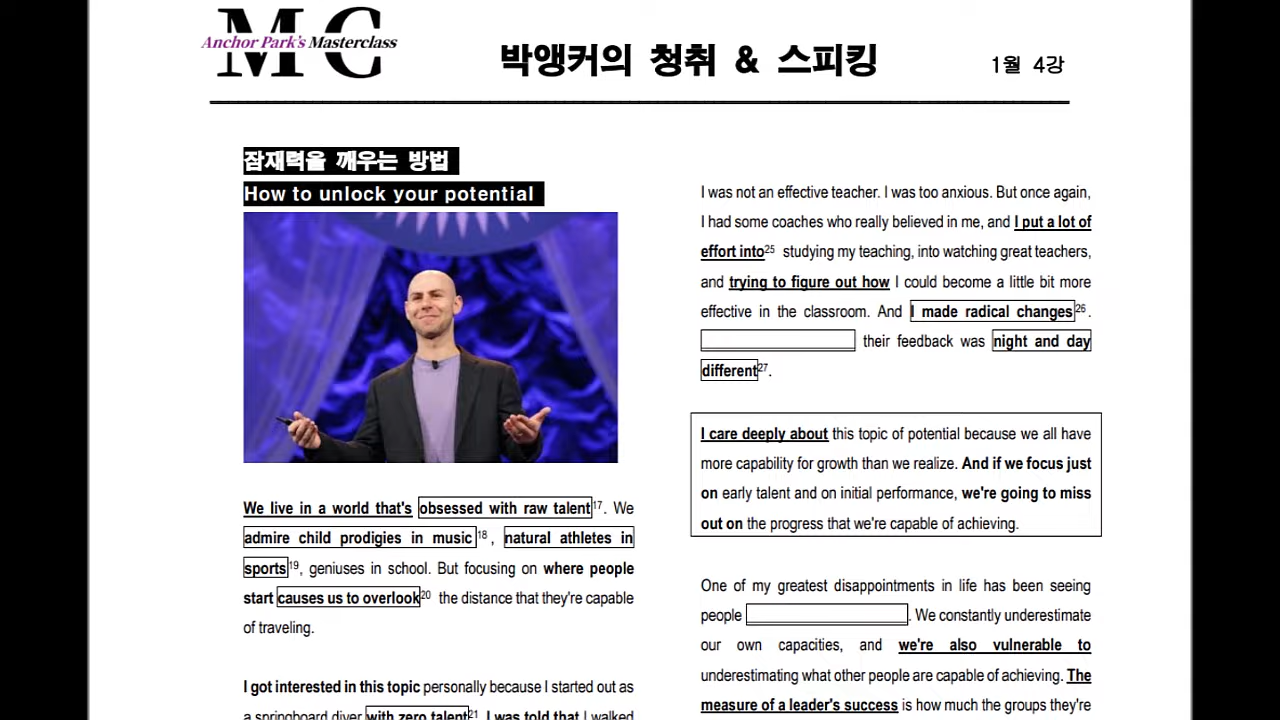 MC
Anchor Park's Masterclass
박앵커의 청취 & 스피킹
1월 4강
잠재력을 깨우는 방법
How to unlock your potential
We live in a world that's obsessed with raw talent17. We
admire child prodigies in music18, natural athletes in
sports19, geniuses in school. But focusing on where people
start causes us to overlook20 the distance that they're capable
of traveling.
I got interested in this topic personally because I started out as
a springboard diver with zero talent21. I was told that I walked
I was not an effective teacher. I was too anxious. But once again,
I had some coaches who really believed in me, and I put a lot of
effort into25 studying my teaching, into watching great teachers,
and trying to figure out how I could become a little bit more
effective in the classroom. And I made radical changes26.
their feedback was night and day
different27.
I care deeply about this topic of potential because we all have
more capability for growth than we realize. And if we focus just
on early talent and on initial performance, we're going to miss
out on the progress that we're capable of achieving.
One of my greatest disappointments in life has been seeing
people . We constantly underestimate
our own capacities, and we're also vulnerable to
underestimating what other people are capable of achieving. The
measure of a leader's success is how much the groups they're